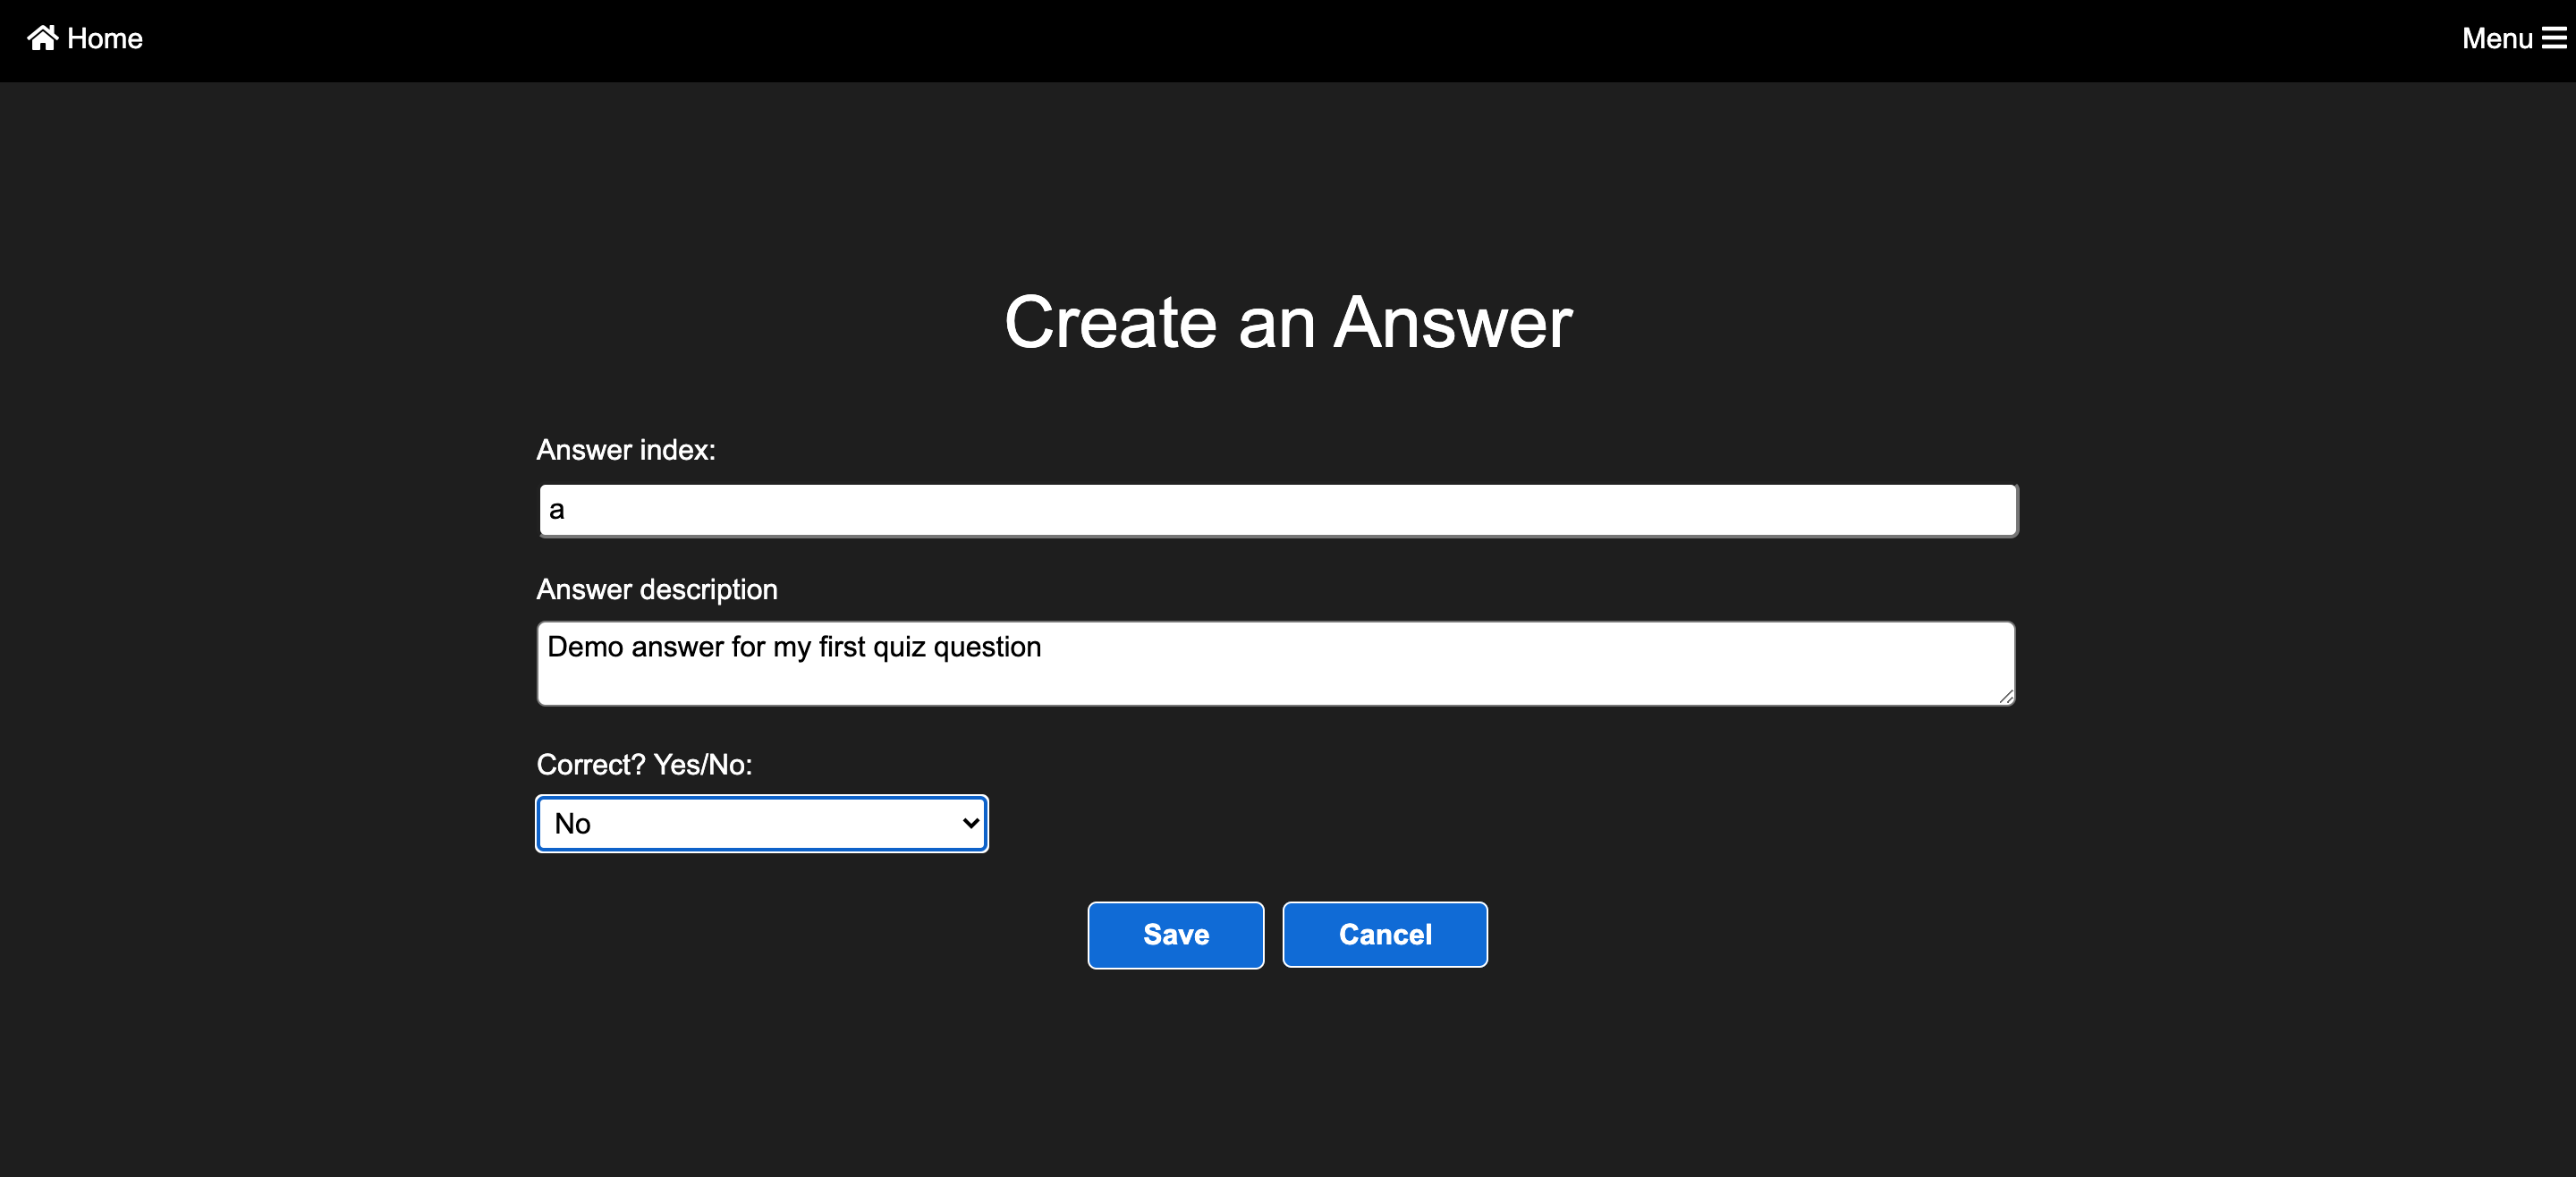 Home
Menu
Create an Answer
Answer index:
a
Answer description
Demo answer for my first quiz question
Correct? Yes/No:
No
Save
Cancel